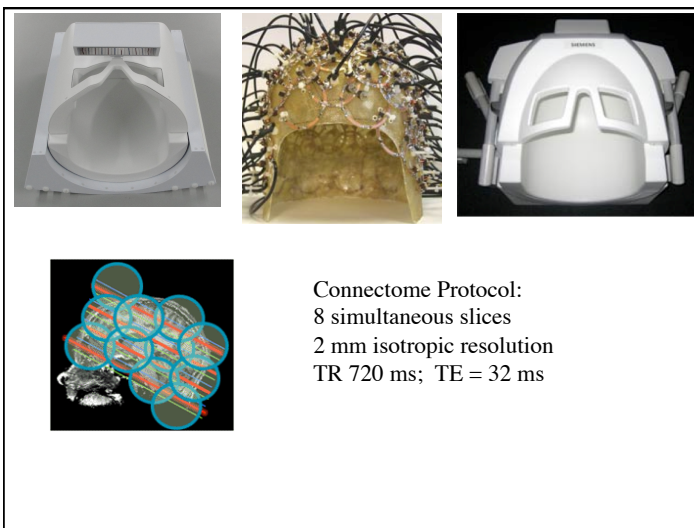 SIEMENS
Connectome Protocol:
8 simultaneous slices
2 mm isotropic resolution
TR 720 ms;  TE = 32 ms